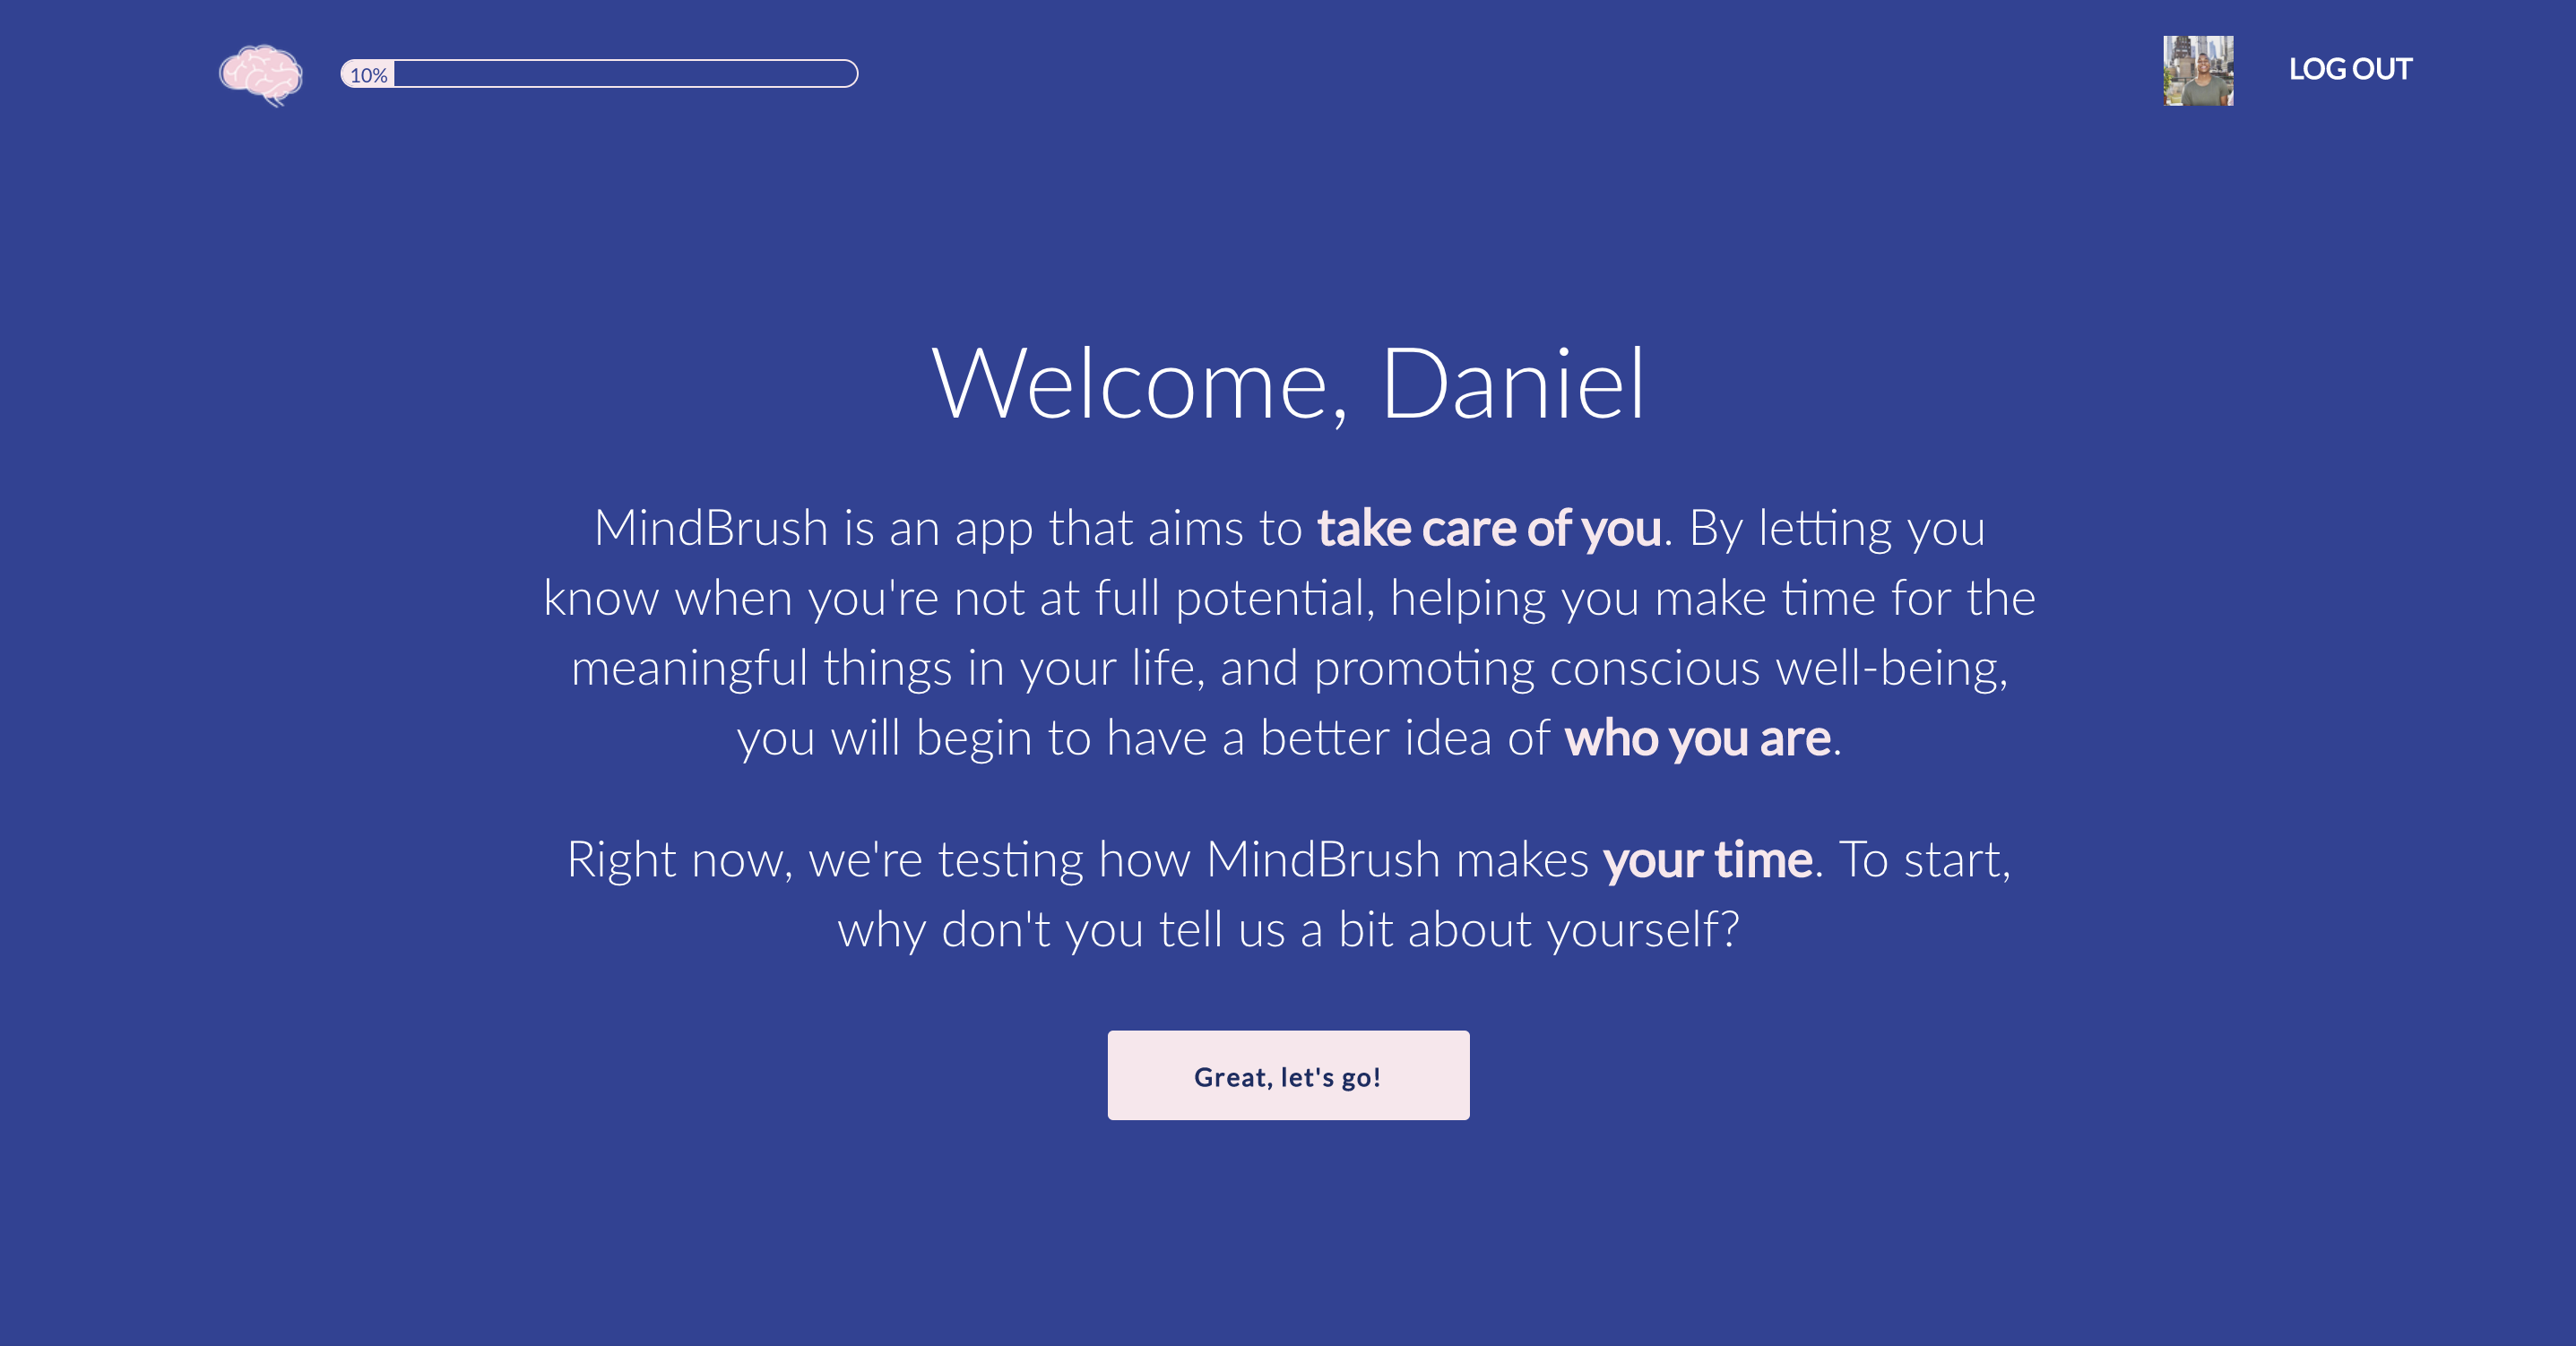 10%
LOG OUT
Welcome, Daniel
MindBrush is an app that aims to take care of you. By letting you
know when you're not at full potential, helping you make time for the
meaningful things in your life, and promoting conscious well-being,
you will begin to have a better idea of who you are.
Right now, we're testing how MindBrush makes your time. To start,
why don't you tell us a bit about yourself?
Great, let's go!